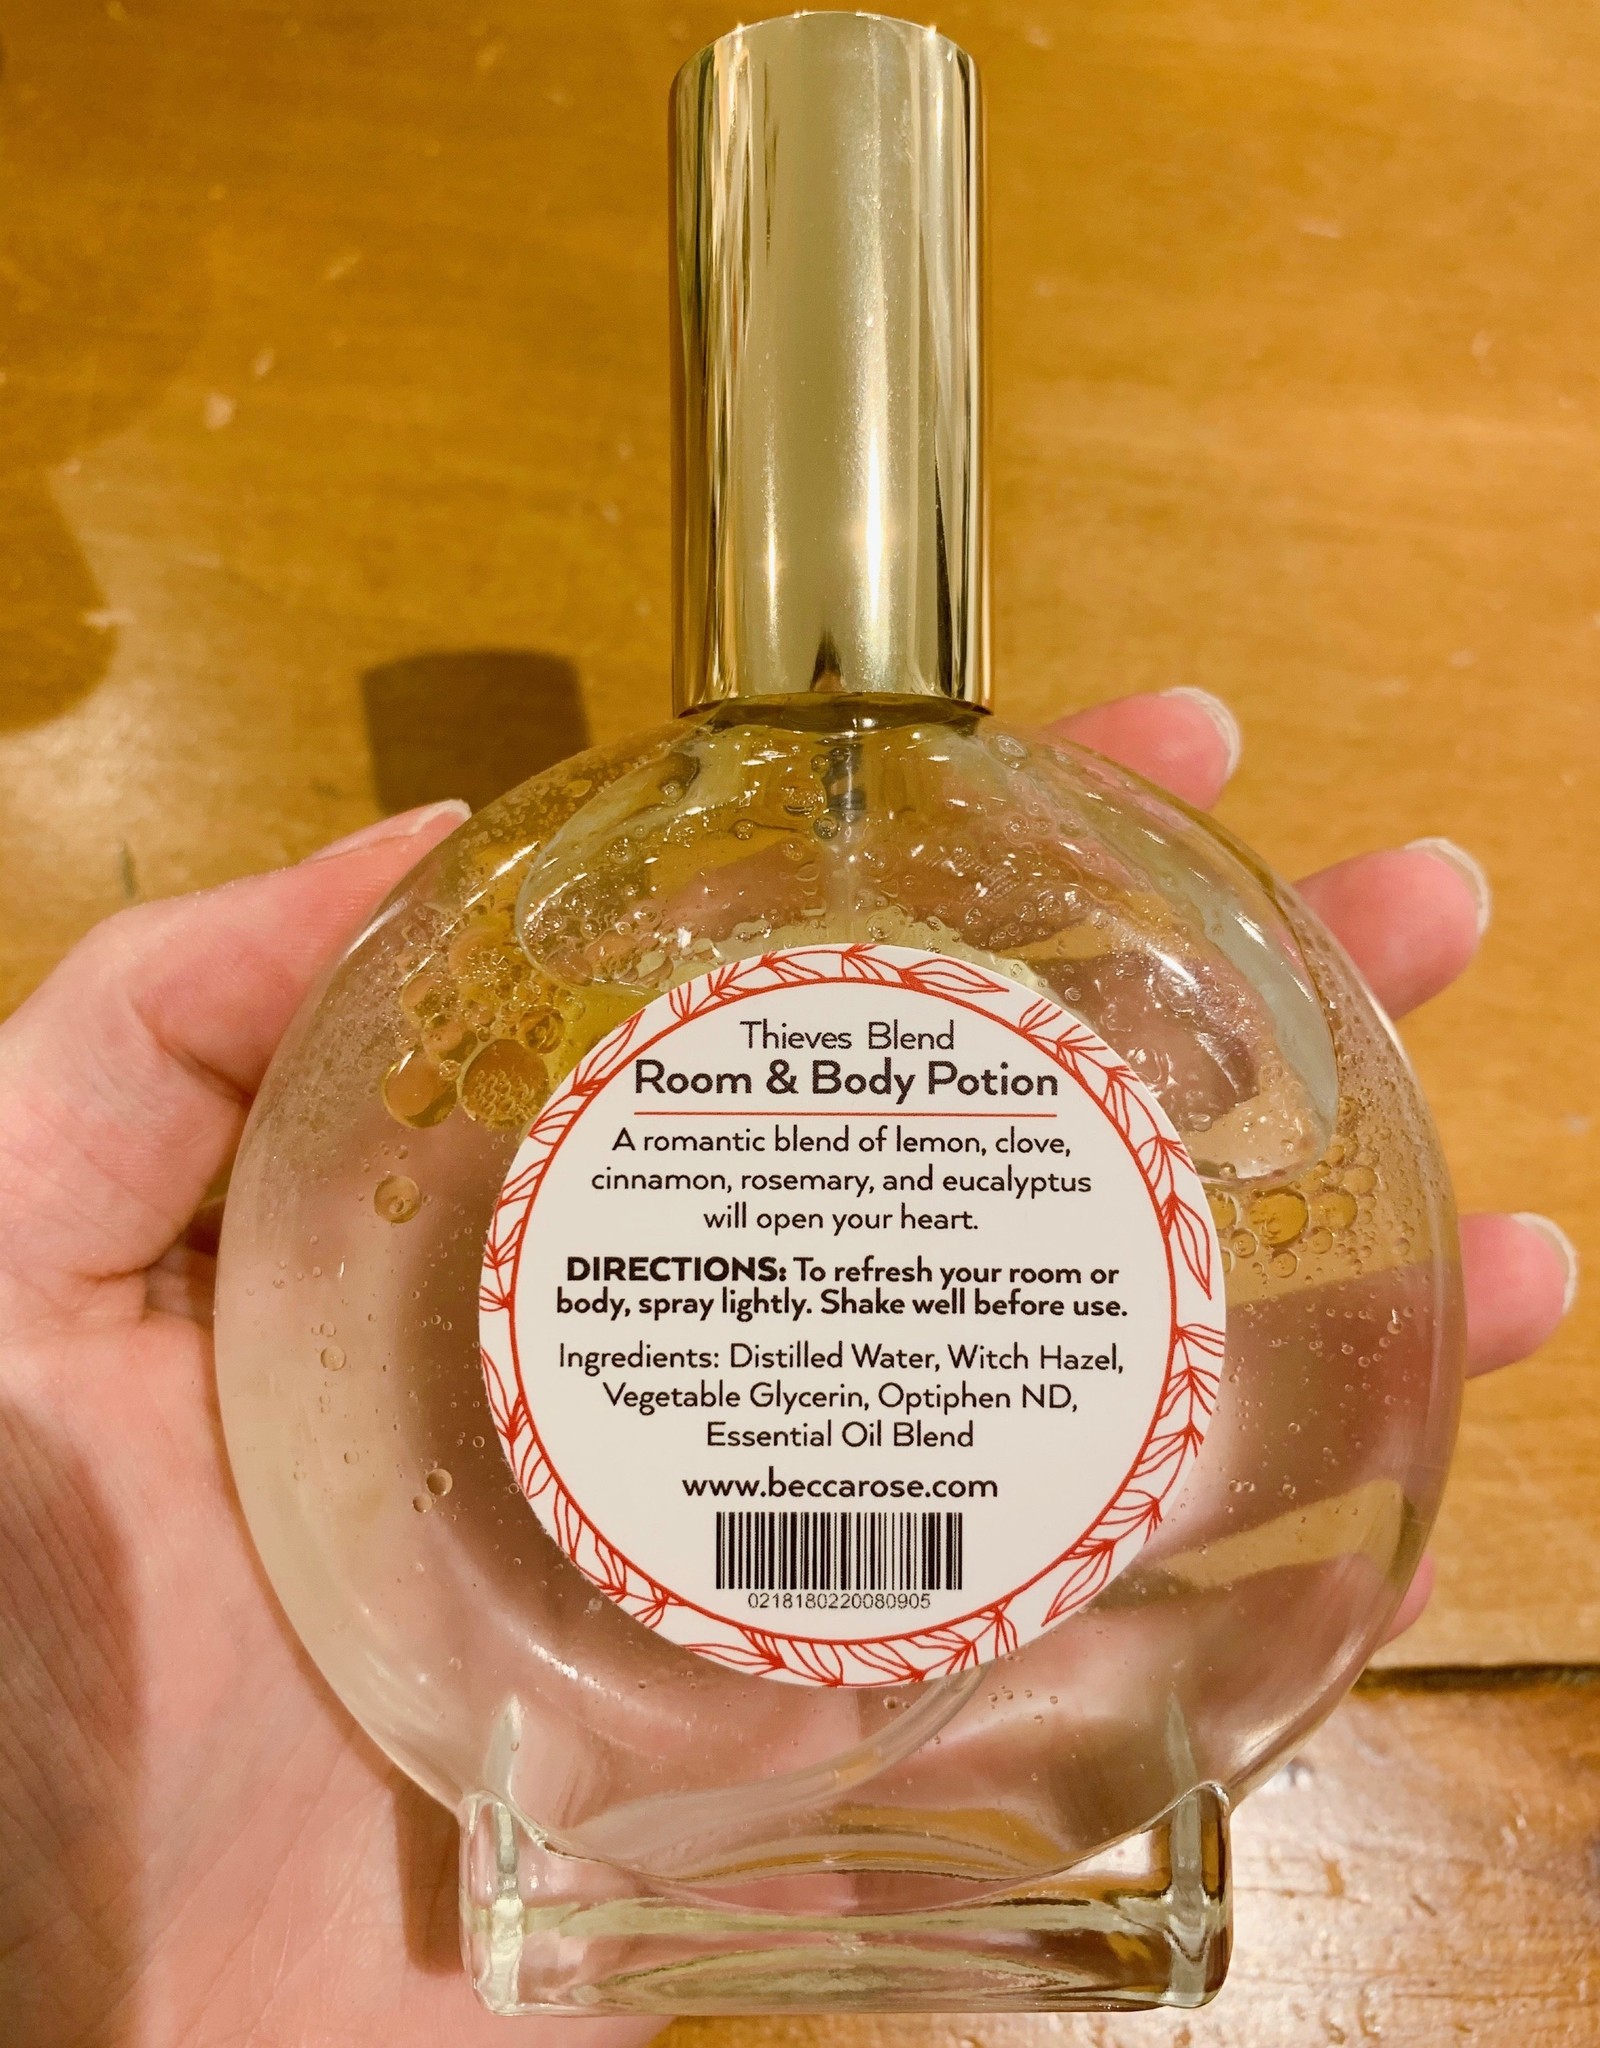 Thieves Blend
Room & Body Potion
A romantic blend of lemon, clove,
cinnamon, rosemary, and eucalyptus
will open your heart.
DIRECTIONS: To refresh your room or
body, spray lightly. Shake well before use.
Ingredients: Distilled Water, Witch Hazel,
Vegetable Glycerin, Optiphen ND,
Essential Oil Blend
www.beccarose.com
0218180220080905